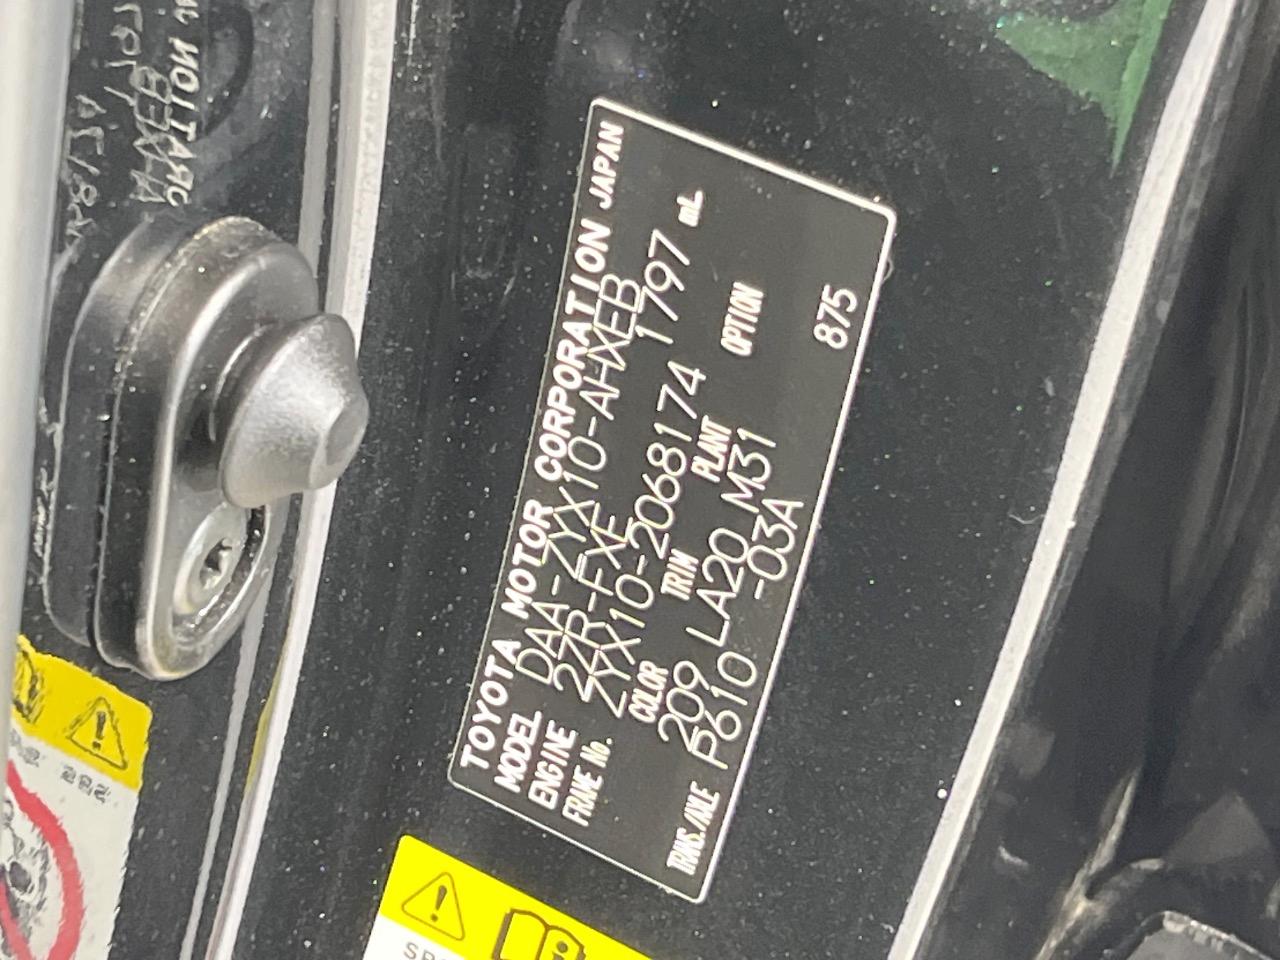 TOYOTA MOTOR CORPORATION JAPAN
MODEL DAA-ZYX10-AHXEB
ENGINE 2ZR-FXE 1797 mL
FRAME No. ZYX10-2068174
COLOR TRIM PLANT OPTION
209 LA20 M31
TRANS./AXLE P610 -03A 875